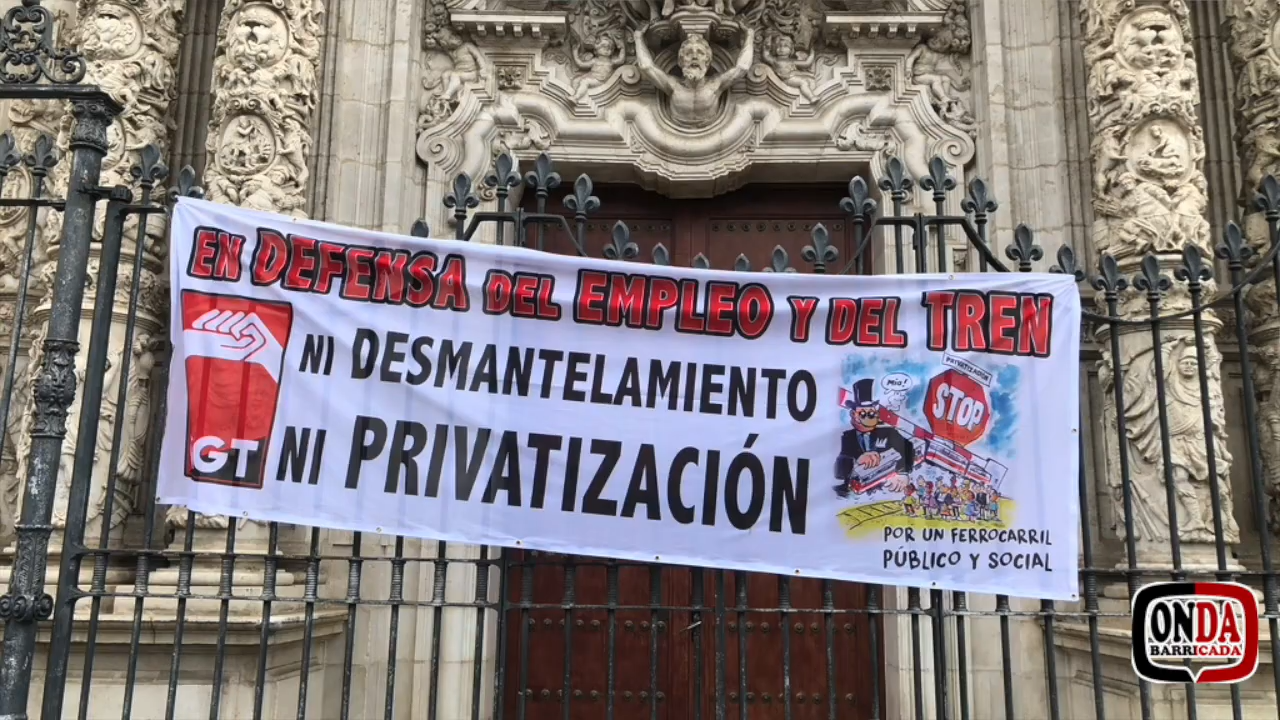 EN DEFENSA DEL EMPLEO Y DEL TREN
NI DESMANTELAMIENTO
NI PRIVATIZACIÓN
GT
PRIVATIZACIÓN
MÍO!
STOP
POR UN FERROCARRIL
PÚBLICO Y SOCIAL
ONDA
BARRICADA